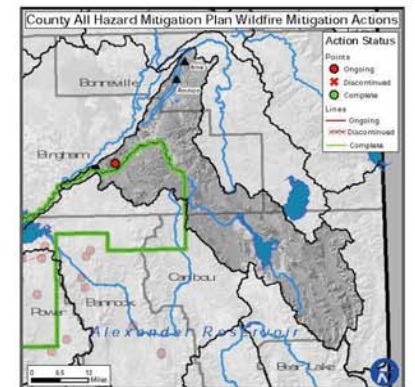 County All Hazard Mitigation Plan Wildfire Mitigation Actions
Action Status
Points
Ongoing
Discontinued
Complete
Lines
Ongoing
Discontinued
Complete
Bonneville
Ammon
Bingham
Caribou
Bannock
Power
Alexander Reservoir
Bear Lake
Miles